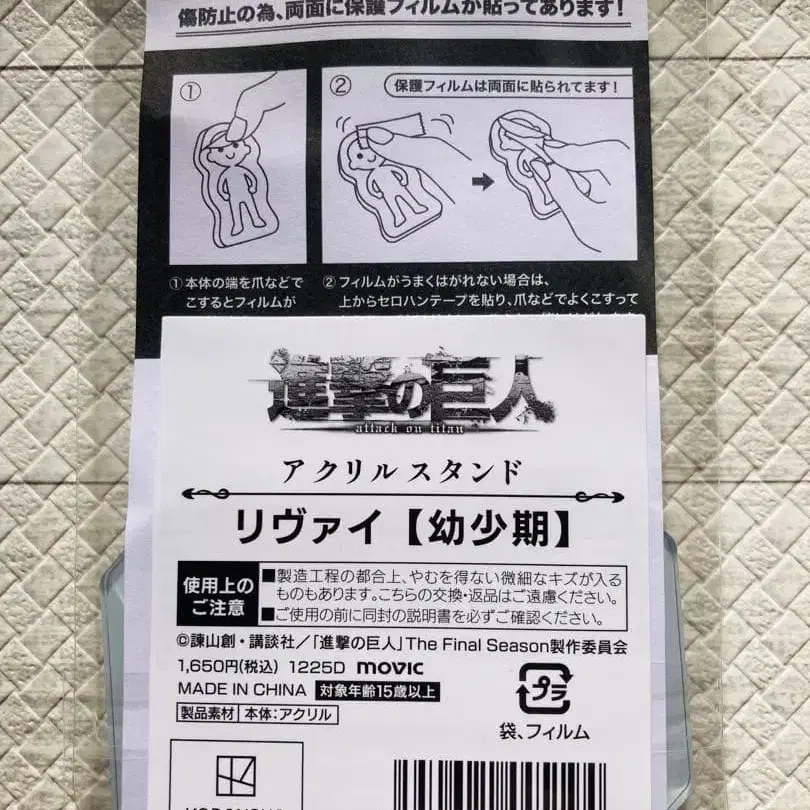 傷防止の為、両面に保護フィルムが貼ってあります!
①
②
保護フィルムは両面に貼られてます!
①本体の端を爪などで
こするとフィルムが
②フィルムがうまくはがれない場合は、
上からセロハンテープを貼り、爪などでよくこすって
進撃の巨人
attack on titan
アクリルスタンド
リヴァイ【幼少期】
使用上の
ご注意
■製造工程の都合上、やむを得ない微細なキズが入る
ものもあります。こちらの交換・返品はご遠慮ください。
■ご使用の前に同封の説明書を必ずご確認ください。
©諫山創・講談社/「進撃の巨人」The Final Season製作委員会
1,650円(税込) 1225D movic
MADE IN CHINA 対象年齢15歳以上
製品素材 本体:アクリル
プラ
袋、フィルム